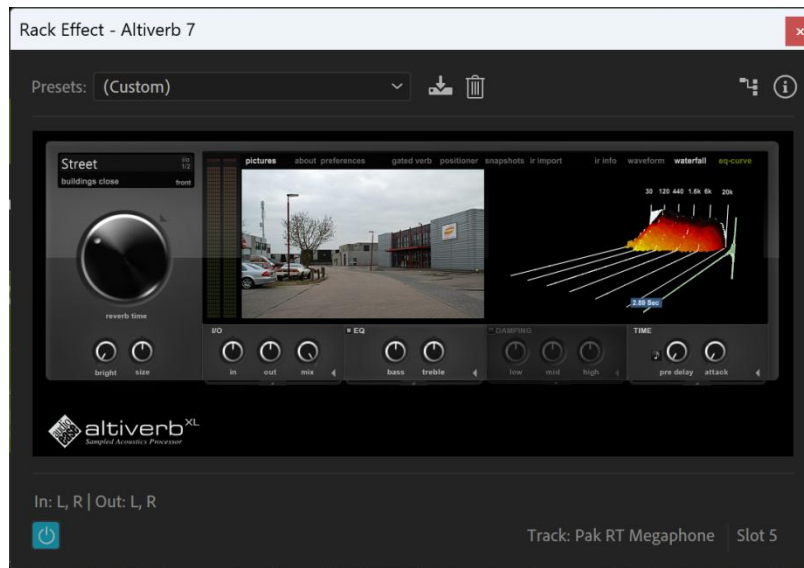 Rack Effect - Altiverb 7
Presets: (Custom)
Street
i/o
1/2
buildings close front
pictures about preferences gated verb positioner snapshots ir import ir info waveform waterfall eq-curve
30 120 440 1.6k 6k 20k
2.89 Sec
reverb time
bright size
I/O
in out mix
EQ
bass treble
DAMPING
low mid high
TIME
pre delay attack
altiverb XL
Sampled Acoustics Processor
In: L, R | Out: L, R
Track: Pak RT Megaphone Slot 5